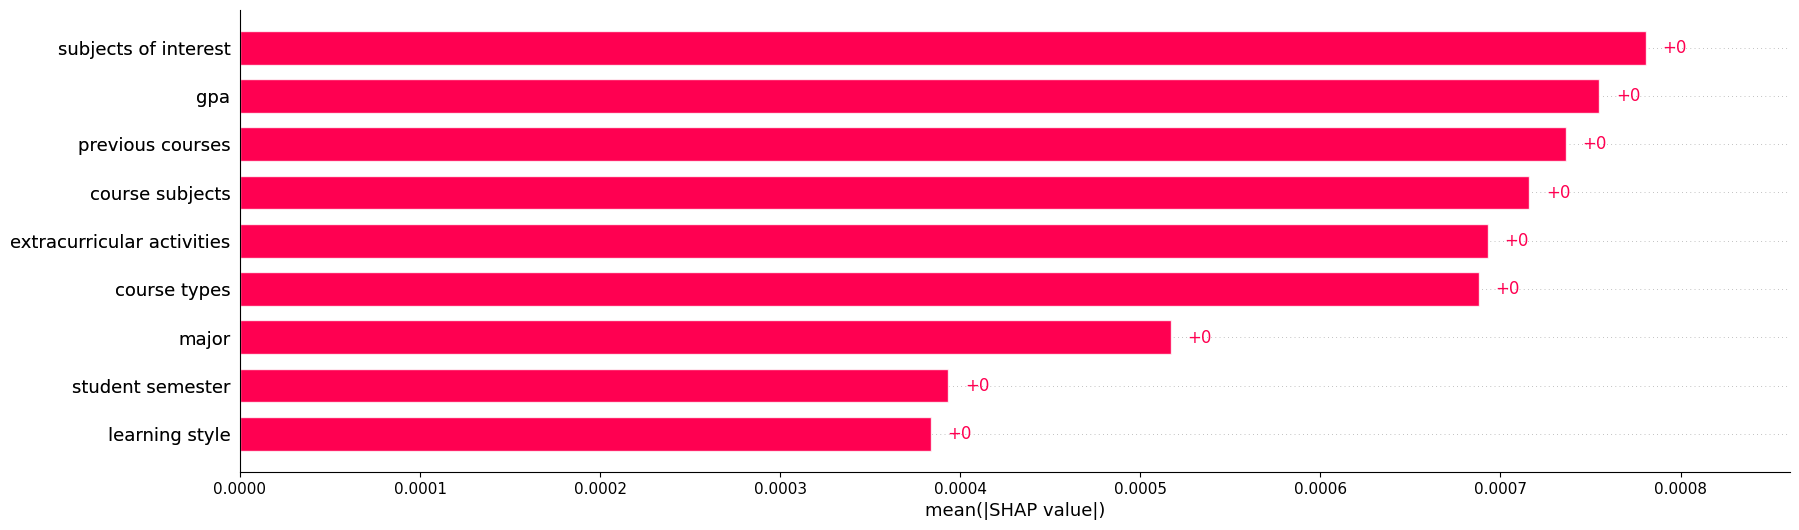 subjects of interest +0
gpa +0
previous courses +0
course subjects +0
extracurricular activities +0
course types +0
major +0
student semester +0
learning style +0
0.0000 0.0001 0.0002 0.0003 0.0004 0.0005 0.0006 0.0007 0.0008
mean(|SHAP value|)